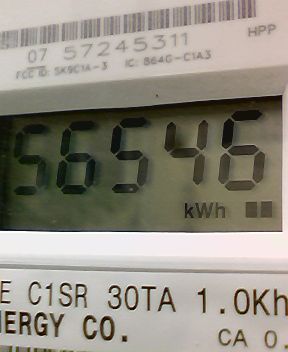 HPP
07 57245311
FCC ID: SK9C1A-3 IC: 864G-C1A3
56546
kWh
E C1SR 30TA 1.0Kh
NERGY CO.
CA 0.